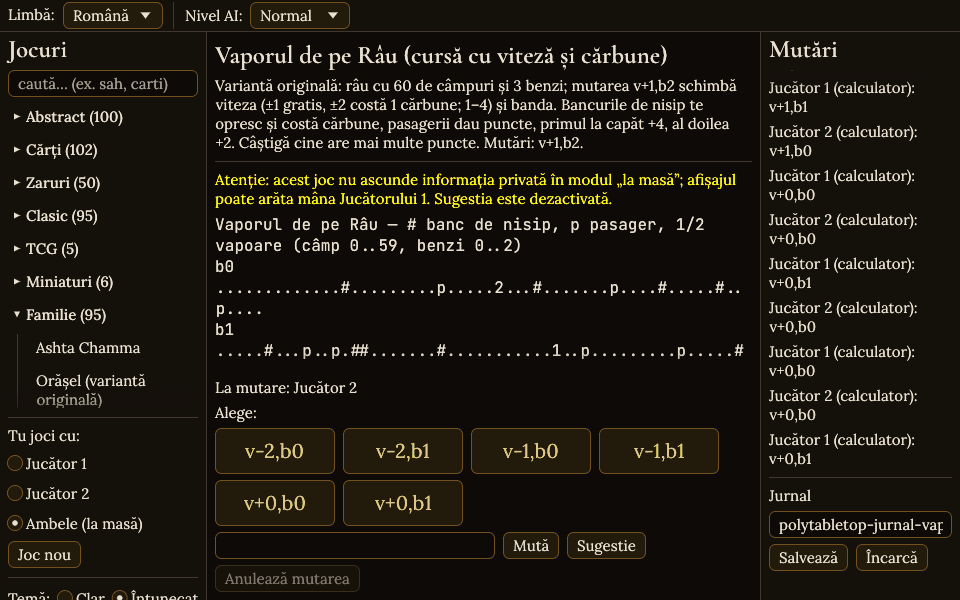 Limbă: Română ▼ Nivel AI: Normal ▼
Jocuri
caută... (ex. sah, carti)
▸ Abstract (100)
▸ Cărți (102)
▸ Zaruri (50)
▸ Clasic (95)
▸ TCG (5)
▸ Miniaturi (6)
▾ Familie (95)
Ashta Chamma
Orășel (variantă
originală)
Tu joci cu:
Jucător 1
Jucător 2
Ambele (la masă)
Joc nou
Temă: Clar Întunecat
Vaporul de pe Râu (cursă cu viteză și cărbune)
Variantă originală: râu cu 60 de câmpuri și 3 benzi; mutarea v+1,b2 schimbă
viteza (±1 gratis, ±2 costă 1 cărbune; 1–4) și banda. Bancurile de nisip te
opresc și costă cărbune, pasagerii dau puncte, primul la capăt +4, al doilea
+2. Câștigă cine are mai multe puncte. Mutări: v+1,b2.
Atenție: acest joc nu ascunde informația privată în modul „la masă”; afișajul
poate arăta mâna Jucătorului 1. Sugestia este dezactivată.
Vaporul de pe Râu — # banc de nisip, p pasager, 1/2
vapoare (câmp 0..59, benzi 0..2)
b0
.............#.........p.....2...#.......p....#.....#..
p....
b1
.....#...p..p.##.......#...........1..p.........p.....#
La mutare: Jucător 2
Alege:
v-2,b0 v-2,b1 v-1,b0 v-1,b1
v+0,b0 v+0,b1
Mută Sugestie
Anulează mutarea
Mutări
Jucător 1 (calculator):
v+1,b1
Jucător 2 (calculator):
v+1,b0
Jucător 1 (calculator):
v+0,b0
Jucător 2 (calculator):
v+0,b0
Jucător 1 (calculator):
v+0,b1
Jucător 2 (calculator):
v+0,b0
Jucător 1 (calculator):
v+0,b0
Jucător 2 (calculator):
v+0,b0
Jucător 1 (calculator):
v+0,b1
Jurnal
polytabletop-jurnal-vap
Salvează Încarcă